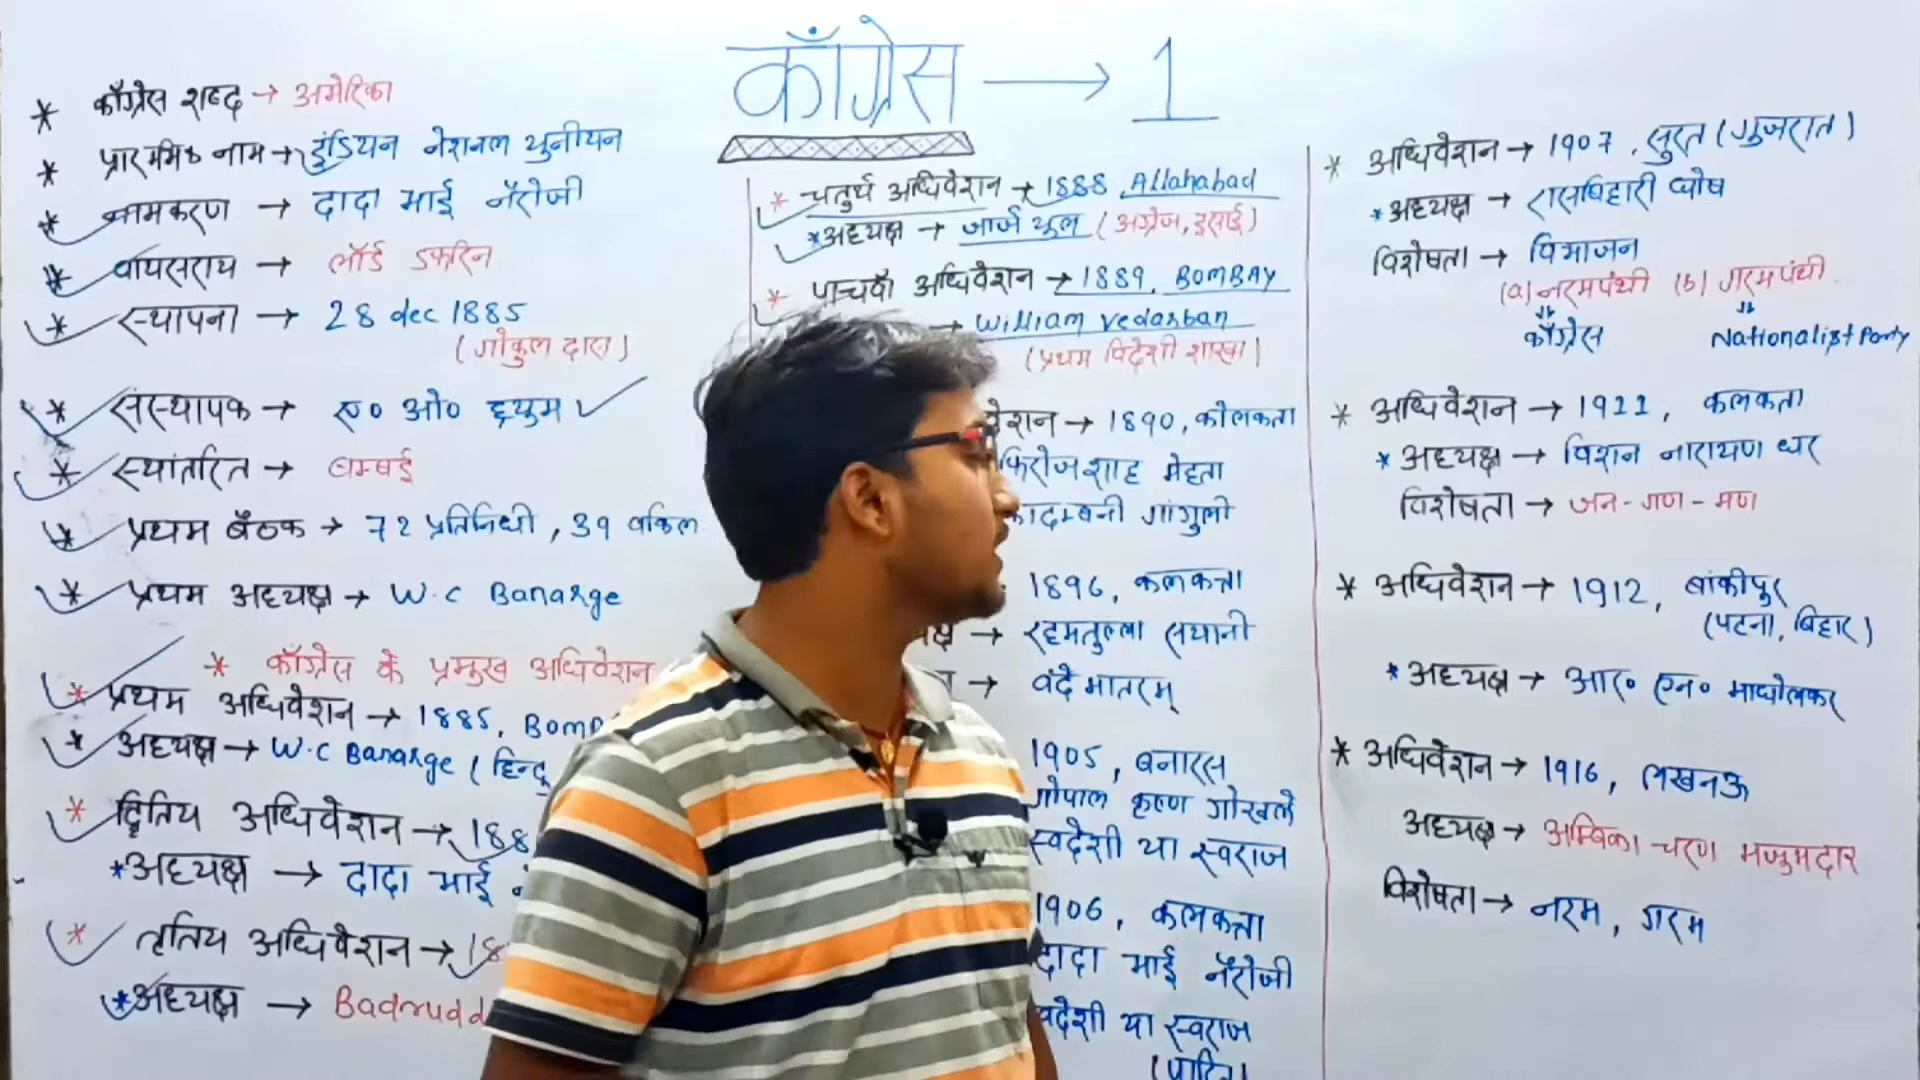 काँग्रेस → 1
* काँग्रेस शब्द → अमेरिका
* प्रारम्भिक नाम → इंडियन नेशनल युनीयन
* नामकरण → दादा भाई नौरोजी
* वायसराय → लॉर्ड डफरिन
* स्थापना → 28 dec 1885
(गोकुल दास)
* संस्थापक → ए० ओ० ह्युम
* स्थांतरित → बम्बई
* प्रथम बैठक → 72 प्रतिनिधी, 39 वकिल
* प्रथम अध्यक्ष → W.C Banarge
* काँग्रेस के प्रमुख अधिवेशन
* प्रथम अधिवेशन → 1885,
* अध्यक्ष → W.C Banarge (हिन्दू
* द्वितिय अधिवेशन → 188
* अध्यक्ष → दादा भाई
* तृतिय अधिवेशन → 18
* अध्यक्ष →
* चतुर्थ अधिवेशन → 1888, Allahabad
* अध्यक्ष → जार्ज युल (अंग्रेज, इसाई)
* पाचवाँ अधिवेशन → 1889, BOMBAY
→ William vedarban
(प्रथम विदेशी शाखा)
वेशन → 1890, कोलकता
फिरोज शाह मेहता
कादम्बनी गांगुली
1896, कलकत्ता
→ रहमतुल्ला सयानी
→ वंदे मातरम्
1905, बनारस
गोपाल कृष्ण गोखले
स्वदेशी या स्वराज
1906, कलकत्ता
दादा भाई नौरोजी
स्वदेशी या स्वराज
* अधिवेशन → 1907, सुरत (गुजरात)
* अध्यक्ष → रासबिहारी घोष
विशेषता → विभाजन
(a) नरमपंथी (b) गरमपंथी
काँग्रेस Nationalist Party
* अधिवेशन → 1911, कलकता
* अध्यक्ष → विशन नारायण धर
विशेषता → जन-गण-मण
* अधिवेशन → 1912, बांकीपुर
(पटना, बिहार)
* अध्यक्ष → आर० एन० माधोलकर
* अधिवेशन → 1916, लखनऊ
अध्यक्ष → अम्बिका चरण मजुमदार
विशेषता → नरम, गरम